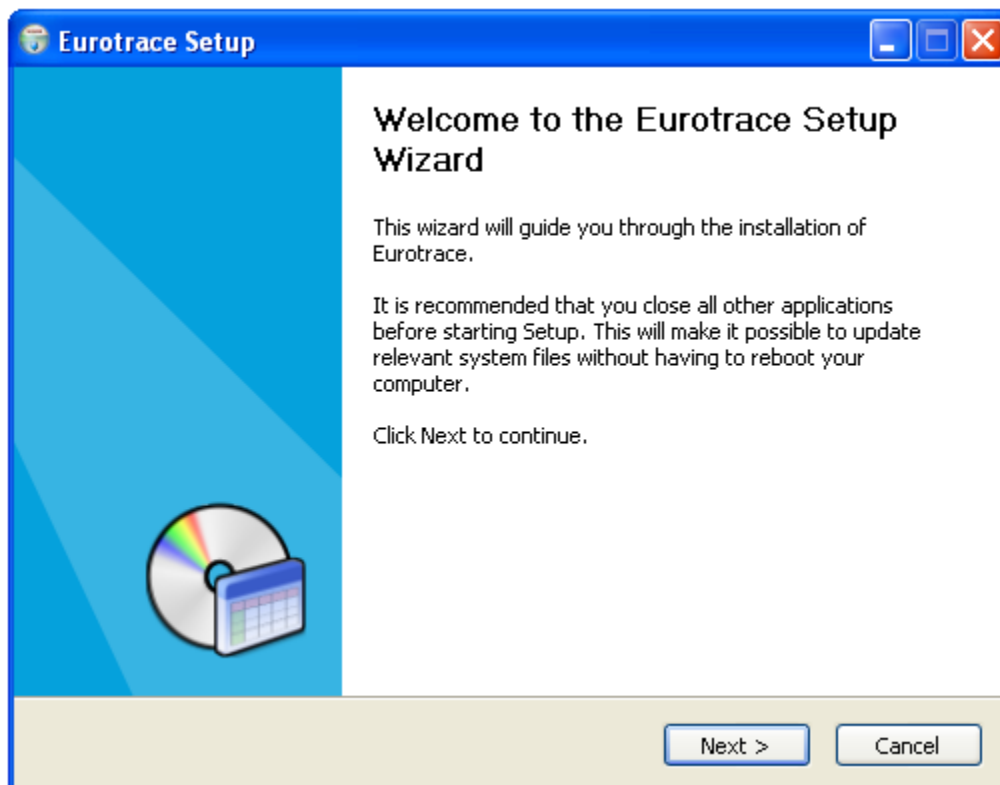 Eurotrace Setup
Welcome to the Eurotrace Setup
Wizard
This wizard will guide you through the installation of
Eurotrace.
It is recommended that you close all other applications
before starting Setup. This will make it possible to update
relevant system files without having to reboot your
computer.
Click Next to continue.
Next >
Cancel